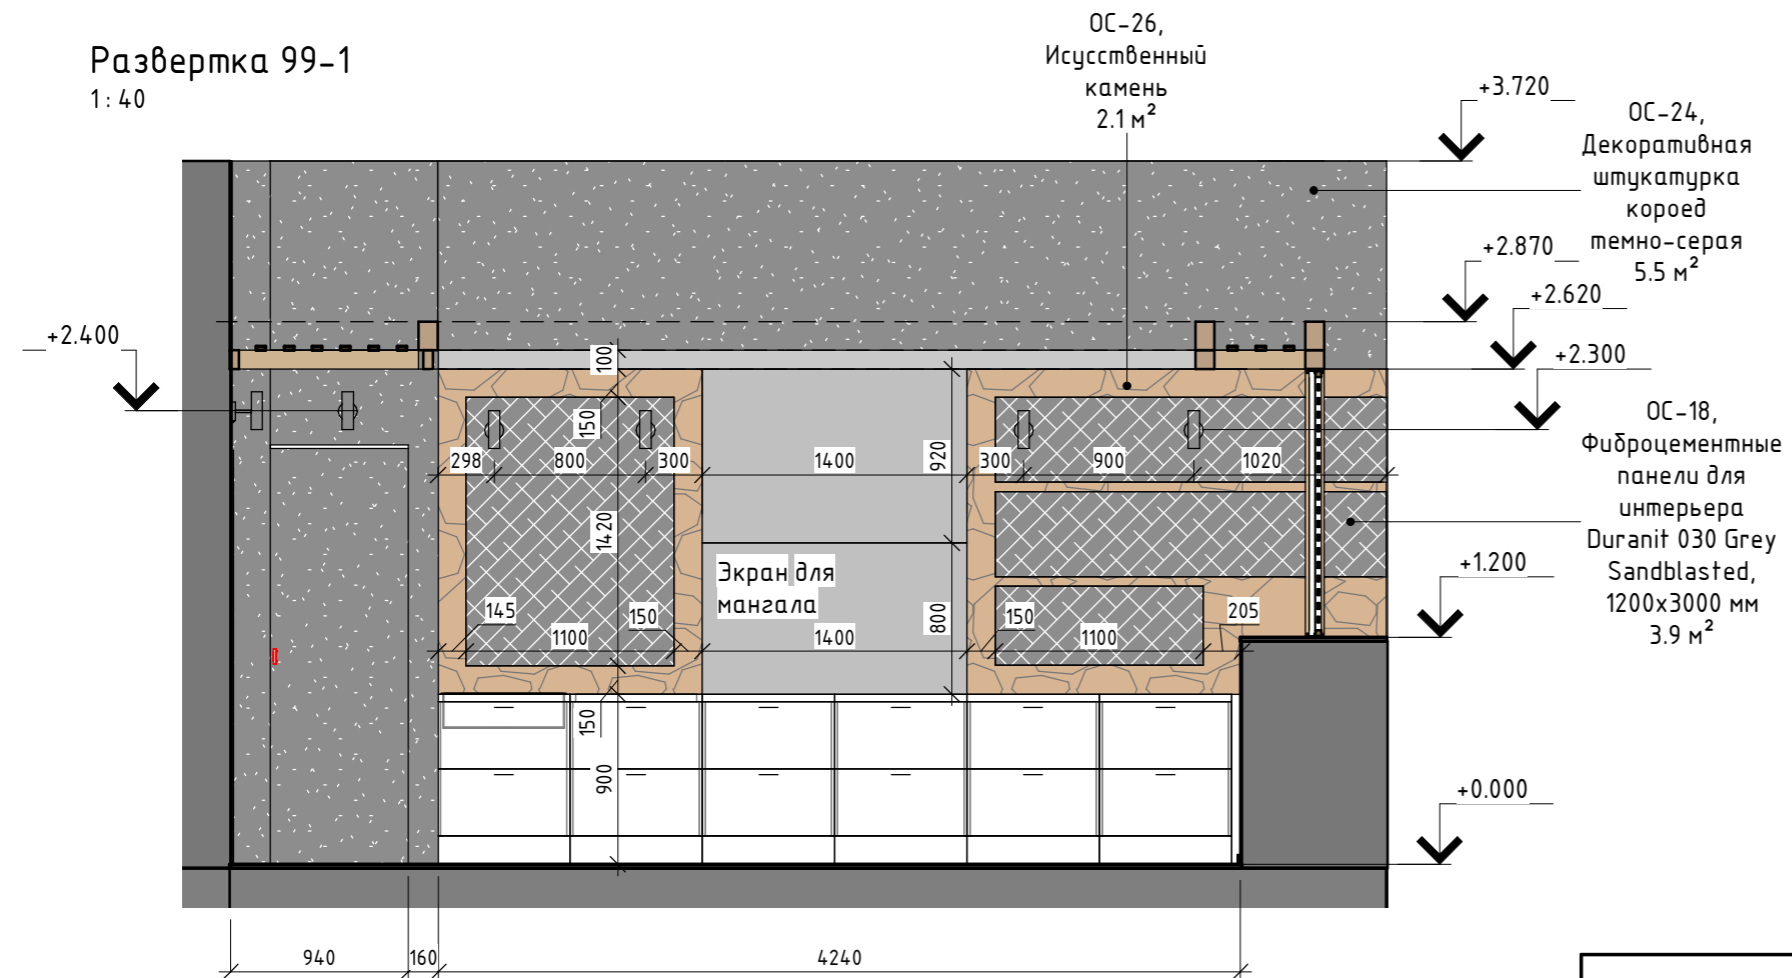 Развертка 99-1
1 : 40
ОС-26,
Исусственный
камень
2.1 м²
+3.720
ОС-24,
Декоративная
штукатурка
короед
темно-серая
5.5 м²
+2.870
+2.620
+2.400
+2.300
100
150
298
800
300
1400
920
300
900
1020
ОС-18,
Фиброцементные
панели для
интерьера
Duranit 030 Grey
Sandblasted,
1200x3000 мм
3.9 м²
1420
Экран для
мангала
+1.200
145
1100
150
1400
800
150
1100
205
150
900
+0.000
940
160
4240